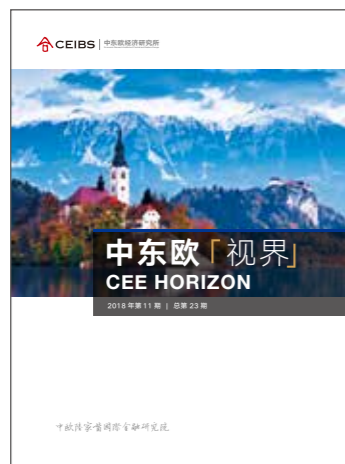 CEIBS | 中东欧经济研究所
中东欧「视界」
CEE HORIZON
2018 年第 11 期 | 总第 23 期
中欧陆家嘴国际金融研究院